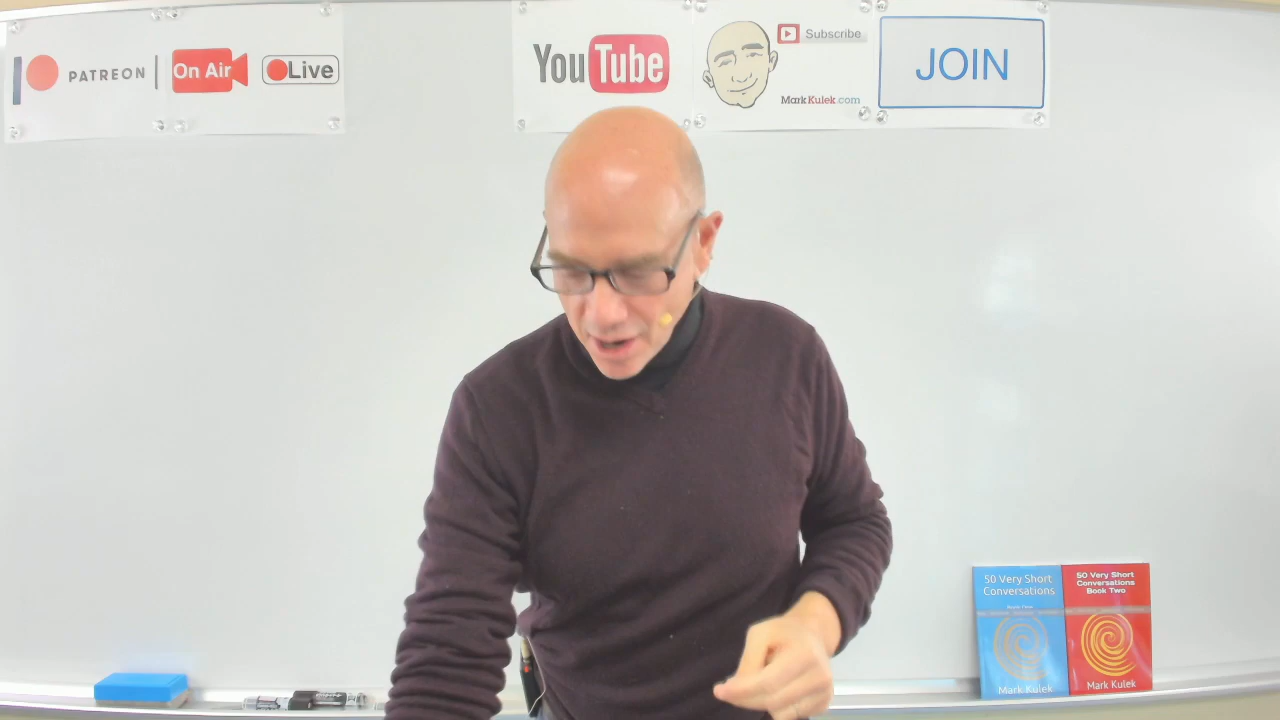 PATREON
On Air
Live
YouTube
Subscribe
MarkKulek.com
JOIN
50 Very Short
Conversations
Mark Kulek
50 Very Short
Conversations
Book Two
Mark Kulek